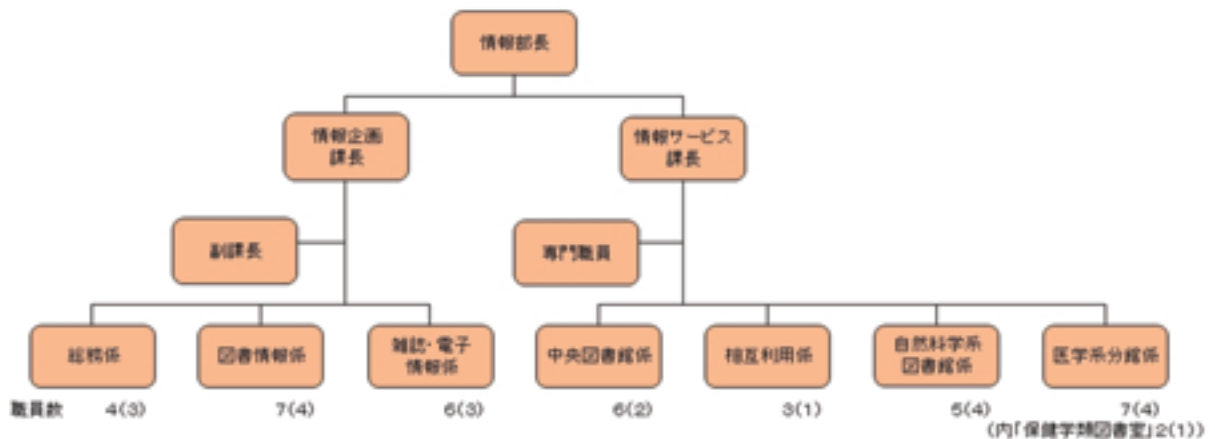 情報部長
情報企画
課長
情報サービス
課長
副課長
専門職員
総務係
図書情報係
雑誌・電子
情報係
中央図書館係
相互利用係
自然科学系
図書館係
医学系分館係
職員数 4(3) 7(4) 6(3) 6(2) 3(1) 5(4) 7(4)
(内「保健学類図書室」2(1))